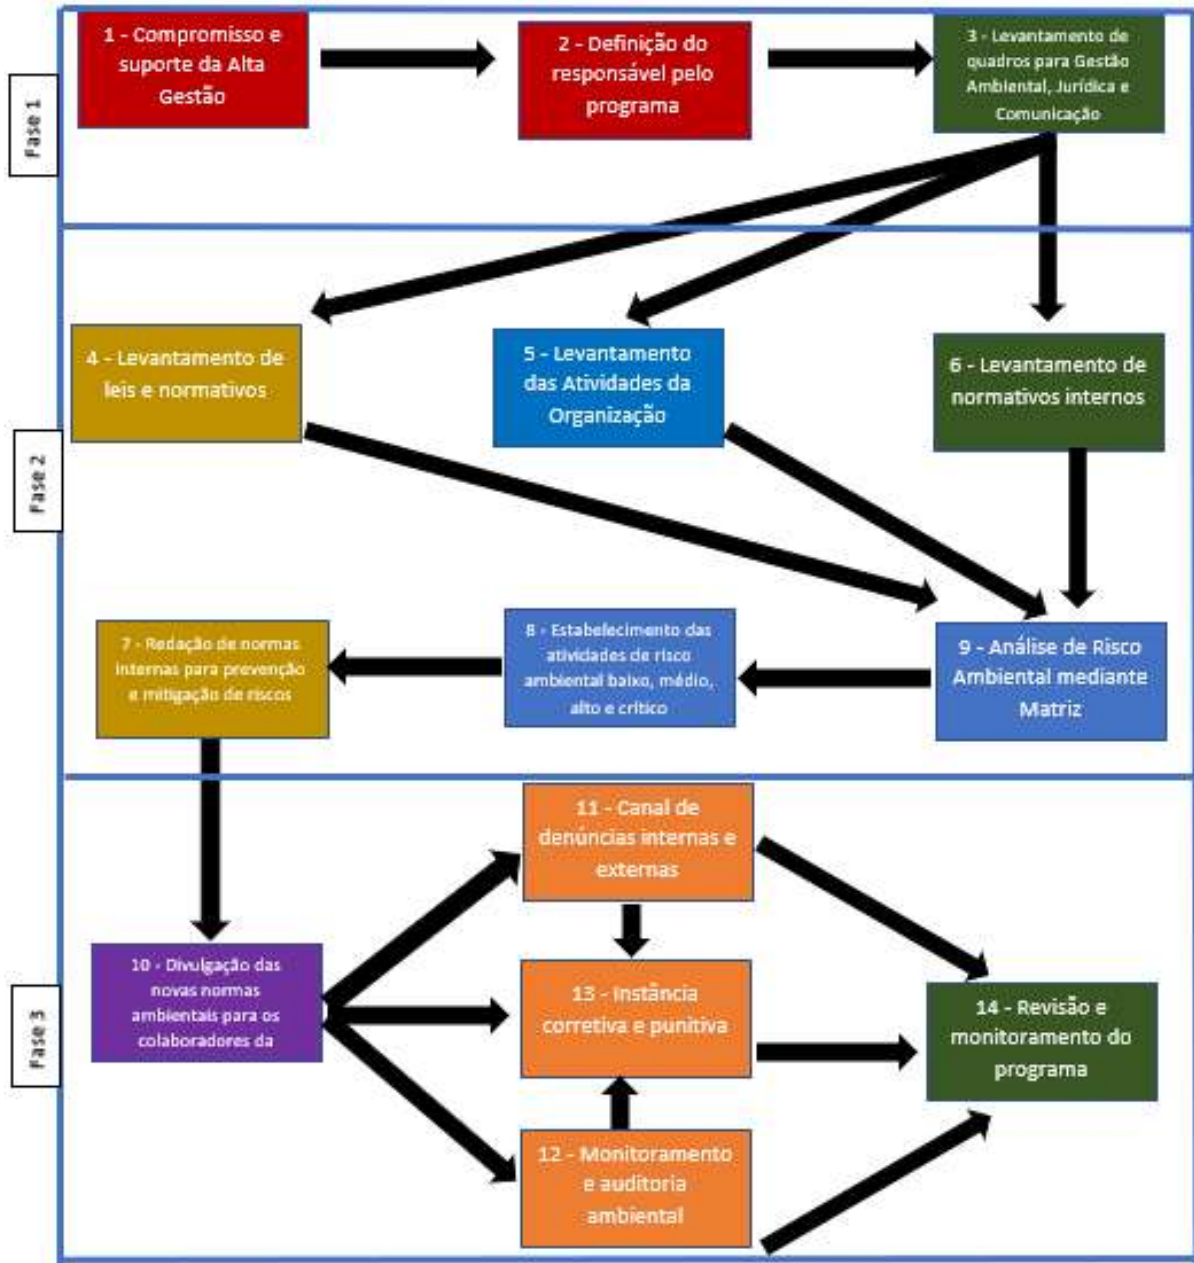 Fase 1
1 - Compromisso e
suporte da Alta
Gestão
2 - Definição do
responsável pelo
programa
3 - Levantamento de
quadros para Gestão
Ambiental, Jurídica e
Comunicação
Fase 2
4 - Levantamento de
leis e normativos
5 - Levantamento
das Atividades da
Organização
6 - Levantamento de
normativos internos
7 - Redação de normas
internas para prevenção
e mitigação de riscos
8 - Estabelecimento das
atividades de risco
ambiental baixo, médio,
alto e crítico
9 - Análise de Risco
Ambiental mediante
Matriz
Fase 3
10 - Divulgação das
novas normas
ambientais para os
colaboradores da
11 - Canal de
denúncias internas e
externas
13 - Instância
corretiva e punitiva
12 - Monitoramento
e auditoria
ambiental
14 - Revisão e
monitoramento do
programa